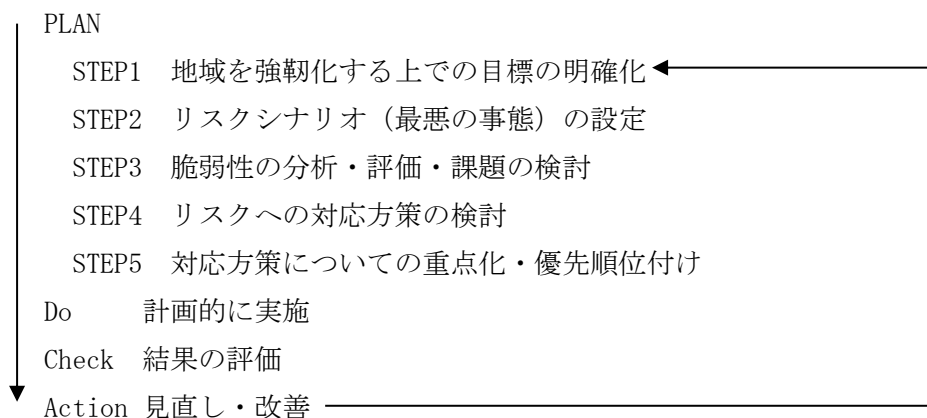 PLAN
STEP1 地域を強靱化する上での目標の明確化
STEP2 リスクシナリオ（最悪の事態）の設定
STEP3 脆弱性の分析・評価・課題の検討
STEP4 リスクへの対応方策の検討
STEP5 対応方策についての重点化・優先順位付け
Do 計画的に実施
Check 結果の評価
Action 見直し・改善